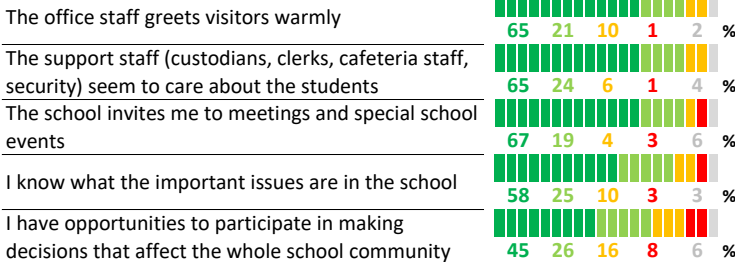 The office staff greets visitors warmly
65 21 10 1 2 %
The support staff (custodians, clerks, cafeteria staff,
security) seem to care about the students
65 24 6 1 4 %
The school invites me to meetings and special school
events
67 19 4 3 6 %
I know what the important issues are in the school
58 25 10 3 3 %
I have opportunities to participate in making
decisions that affect the whole school community
45 26 16 8 6 %